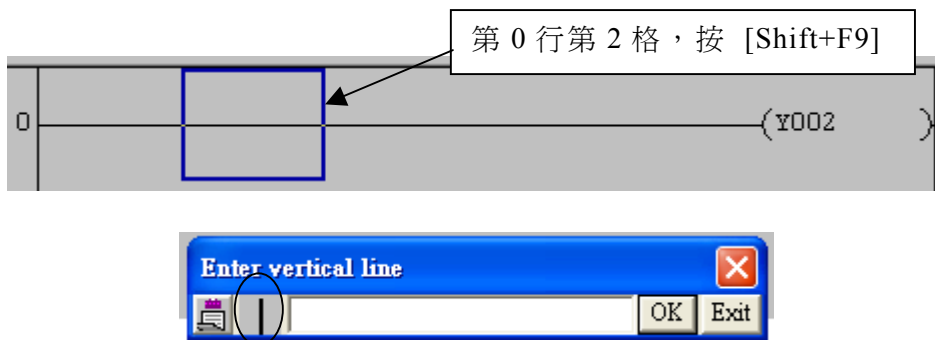 第 0 行第 2 格，按 [Shift+F9]
0 (Y002 )
Enter vertical line
OK Exit